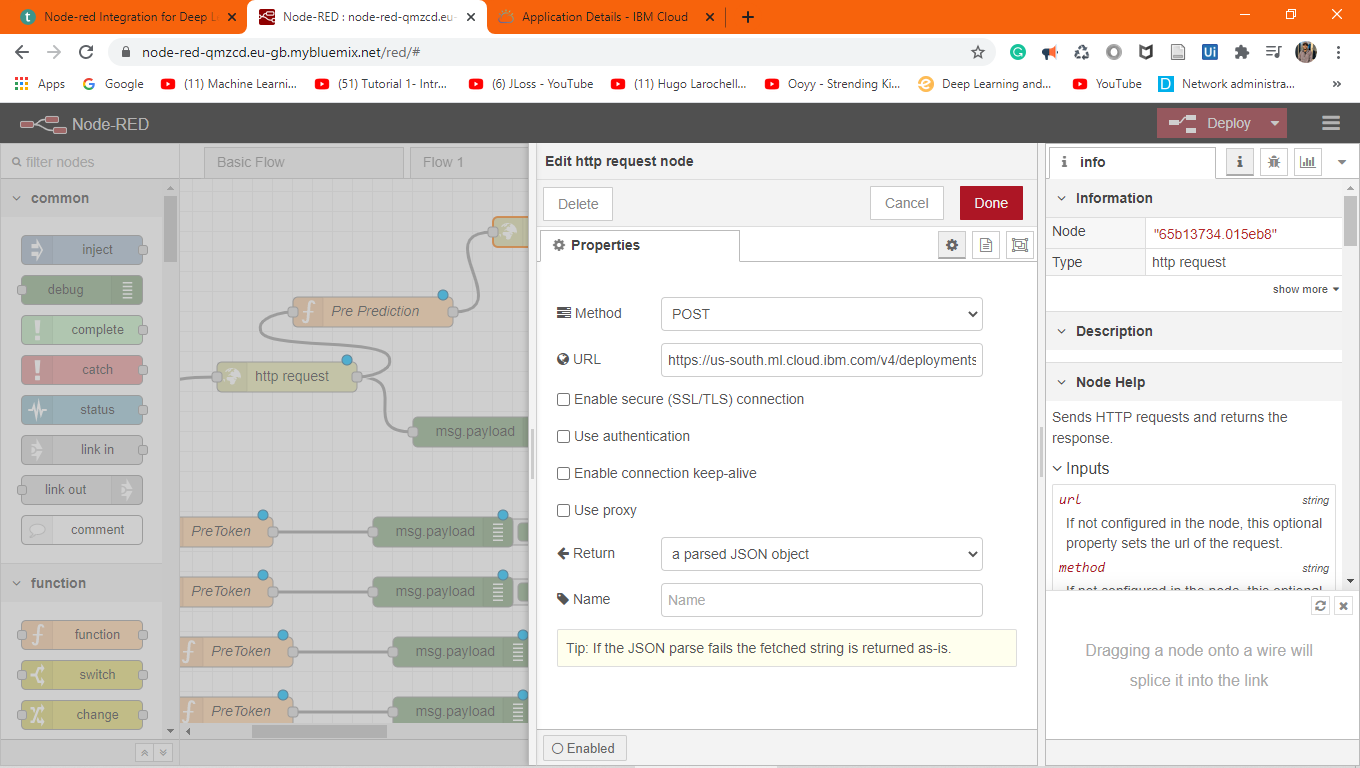 Node-red Integration for Deep L
Node-RED : node-red-qmzcd.eu-
Application Details - IBM Cloud
node-red-qmzcd.eu-gb.mybluemix.net/red/#
Apps
Google
(11) Machine Learni...
(51) Tutorial 1- Intr...
(6) JLoss - YouTube
(11) Hugo Larochell...
Ooyy - Strending Ki...
Deep Learning and...
YouTube
Network administra...
»
Node-RED
Deploy
filter nodes
common
inject
debug
complete
catch
status
link in
link out
comment
function
function
switch
change
Basic Flow
Flow 1
Pre Prediction
http request
msg.payload
PreToken
msg.payload
PreToken
msg.payload
PreToken
msg.payload
PreToken
msg.payload
Edit http request node
Delete
Cancel
Done
Properties
Method
POST
URL
https://us-south.ml.cloud.ibm.com/v4/deployments
Enable secure (SSL/TLS) connection
Use authentication
Enable connection keep-alive
Use proxy
Return
a parsed JSON object
Name
Name
Tip: If the JSON parse fails the fetched string is returned as-is.
Enabled
info
Information
Node
"65b13734.015eb8"
Type
http request
show more
Description
Node Help
Sends HTTP requests and returns the
response.
Inputs
url
string
If not configured in the node, this optional
property sets the url of the request.
method
string
If not configured in the node, this optional
Dragging a node onto a wire will
splice it into the link